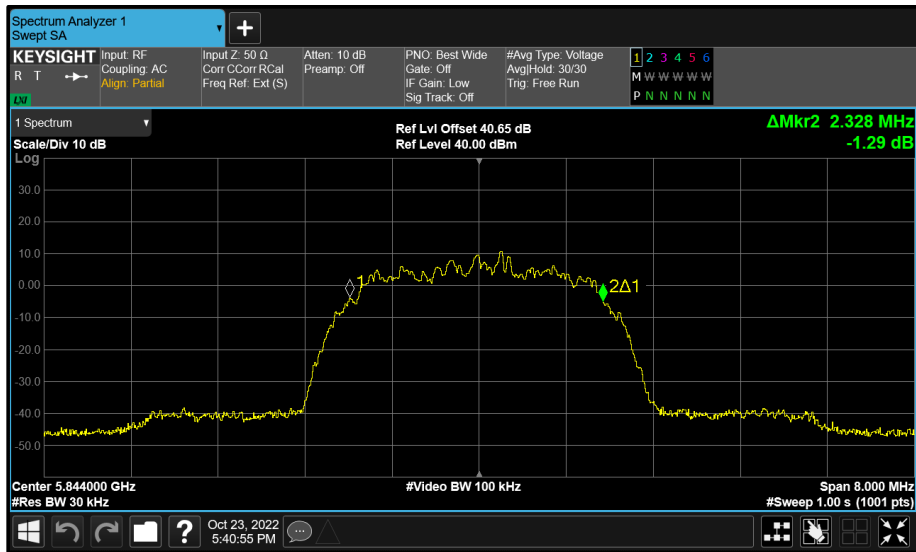 Spectrum Analyzer 1
Swept SA
+
KEYSIGHT
R T
LXI
Input: RF
Coupling: AC
Align: Partial
Input Z: 50 Ω
Corr CCorr RCal
Freq Ref: Ext (S)
Atten: 10 dB
Preamp: Off
PNO: Best Wide
Gate: Off
IF Gain: Low
Sig Track: Off
#Avg Type: Voltage
Avg|Hold: 30/30
Trig: Free Run
1 2 3 4 5 6
M W W W W W
P N N N N N
1 Spectrum
Scale/Div 10 dB
Log
Ref Lvl Offset 40.65 dB
Ref Level 40.00 dBm
ΔMkr2 2.328 MHz
-1.29 dB
30.0
20.0
10.0
0.00
-10.0
-20.0
-30.0
-40.0
-50.0
1
2Δ1
Center 5.844000 GHz
#Res BW 30 kHz
#Video BW 100 kHz
Span 8.000 MHz
#Sweep 1.00 s (1001 pts)
?
Oct 23, 2022
5:40:55 PM